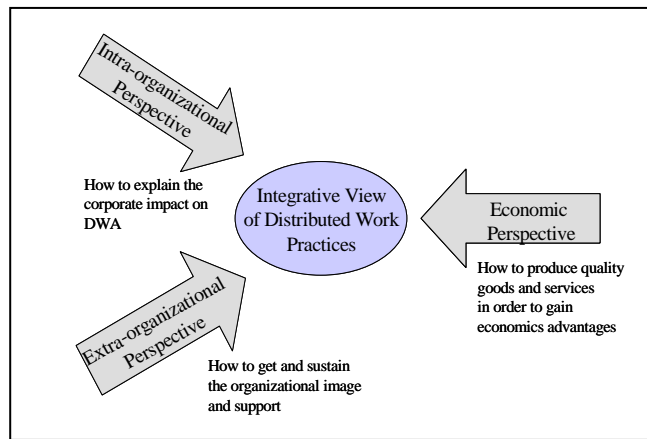 Intra-organizational
Perspective
How to explain the
corporate impact on
DWA
Integrative View
of Distributed Work
Practices
Economic
Perspective
How to produce quality
goods and services
in order to gain
economics advantages
Extra-organizational
Perspective
How to get and sustain
the organizational image
and support